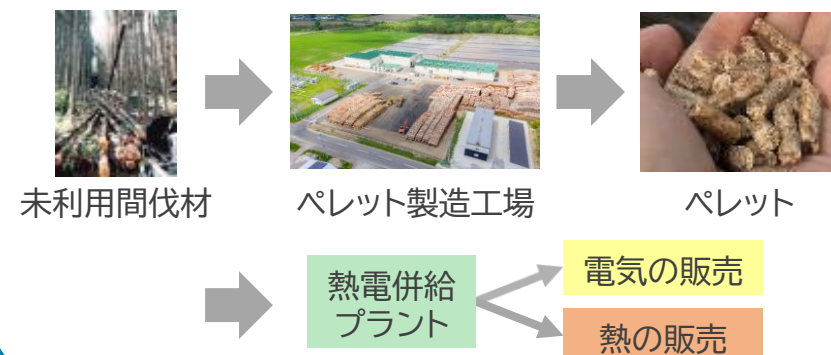 未利用間伐材
ペレット製造工場
ペレット
熱電併給
プラント
電気の販売
熱の販売